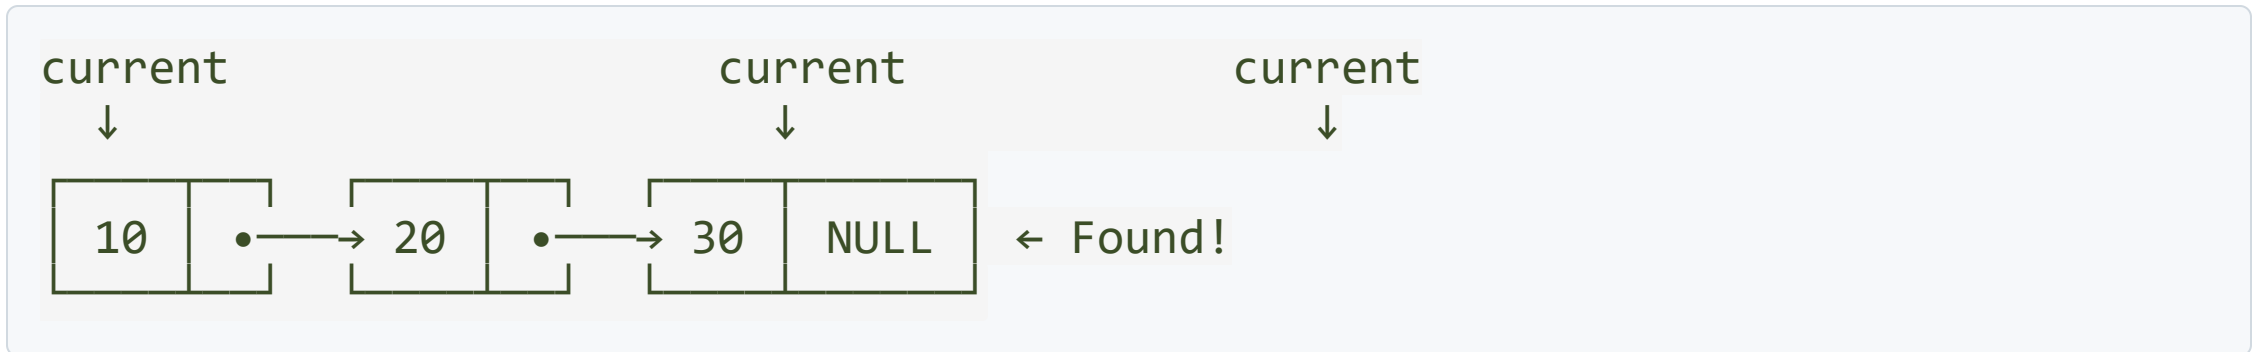 current current current
↓ ↓ ↓
10 •──→ 20 •──→ 30 NULL ← Found!